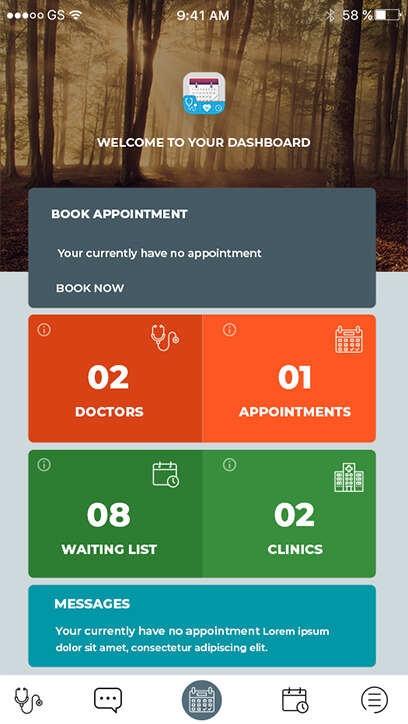 GS 9:41 AM 58 %
WELCOME TO YOUR DASHBOARD
BOOK APPOINTMENT
Your currently have no appointment
BOOK NOW
02 01
DOCTORS APPOINTMENTS
08 02
WAITING LIST CLINICS
MESSAGES
Your currently have no appointment Lorem ipsum
dolor sit amet, consectetur adipiscing elit.